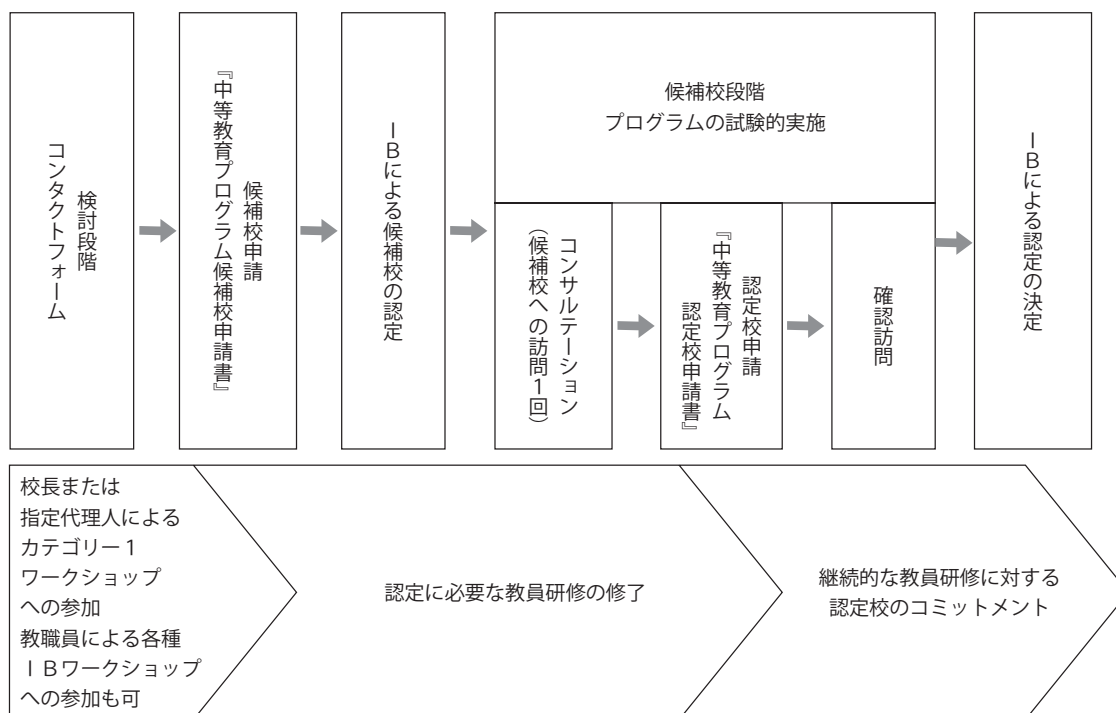 検討段階
コンタクトフォーム
候補校申請
『中等教育プログラム候補校申請書』
IBによる候補校の認定
候補校段階
プログラムの試験的実施
コンサルテーション
(候補校への訪問1回)
認定校申請
『中等教育プログラム
認定校申請書』
確認訪問
IBによる認定の決定
校長または
指定代理人による
カテゴリー1
ワークショップ
への参加
教職員による各種
IBワークショップ
への参加も可
認定に必要な教員研修の修了
継続的な教員研修に対する
認定校のコミットメント